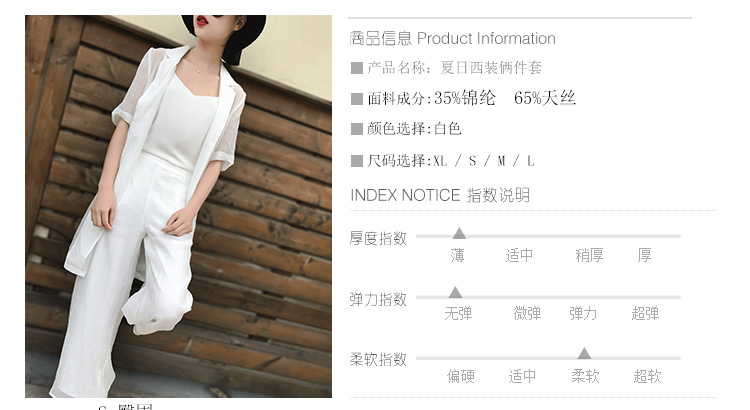 商品信息 Product Information
产品名称：夏日西装俩件套
面料成分:35%锦纶 65%天丝
颜色选择:白色
尺码选择:XL / S / M / L
INDEX NOTICE 指数说明
厚度指数
薄 适中 稍厚 厚
弹力指数
无弹 微弹 弹力 超弹
柔软指数
偏硬 适中 柔软 超软